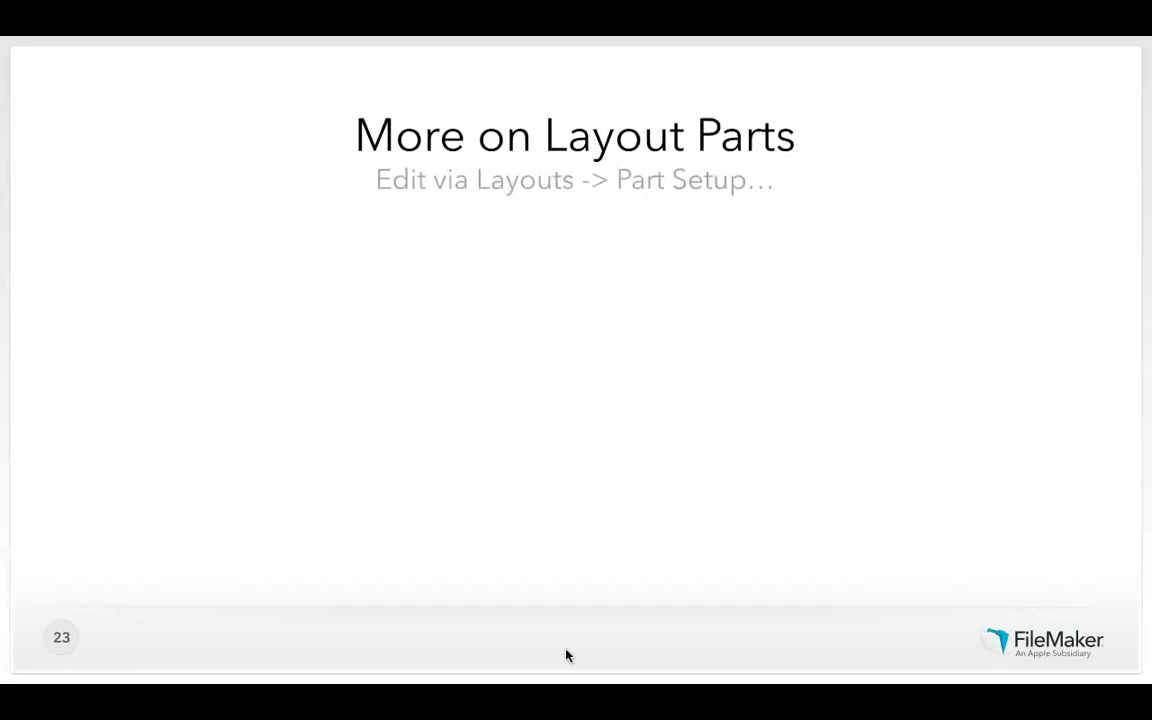 More on Layout Parts
Edit via Layouts -> Part Setup...
23
FileMaker
An Apple Subsidiary